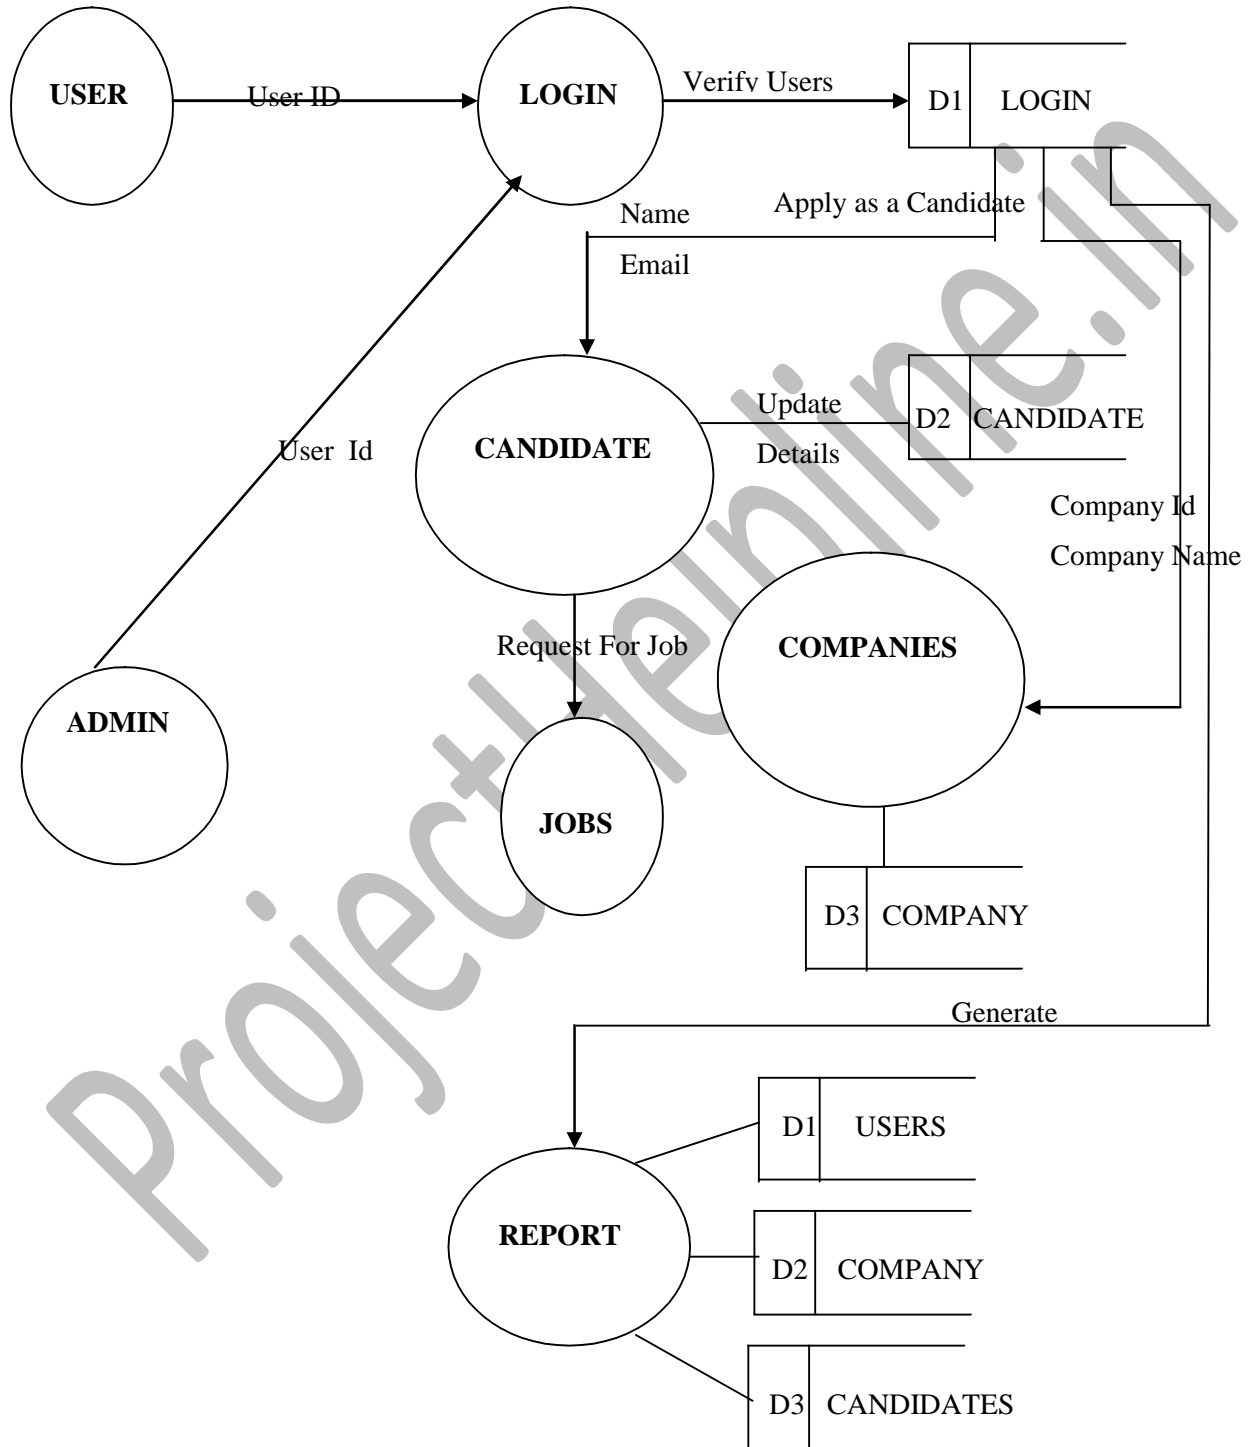 USER
User ID
LOGIN
Verify Users
D1 LOGIN
Name
Apply as a Candidate
Email
Update
D2 CANDIDATE
User Id
CANDIDATE
Details
Company Id
Company Name
Request For Job
COMPANIES
ADMIN
JOBS
D3 COMPANY
Generate
D1 USERS
REPORT
D2 COMPANY
D3 CANDIDATES
ProjectHelpline.in